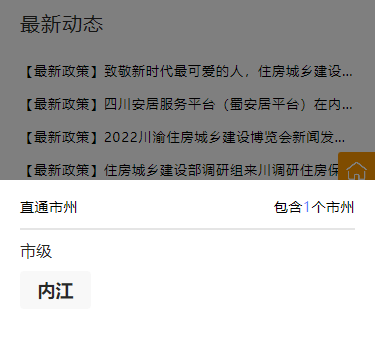 最新动态
【最新政策】致敬新时代最可爱的人，住房城乡建设...
【最新政策】四川安居服务平台（蜀安居平台）在内...
【最新政策】2022川渝住房城乡建设博览会新闻发...
【最新政策】住房城乡建设部调研组来川调研住房保
直通市州
包含1个市州
市级
内江